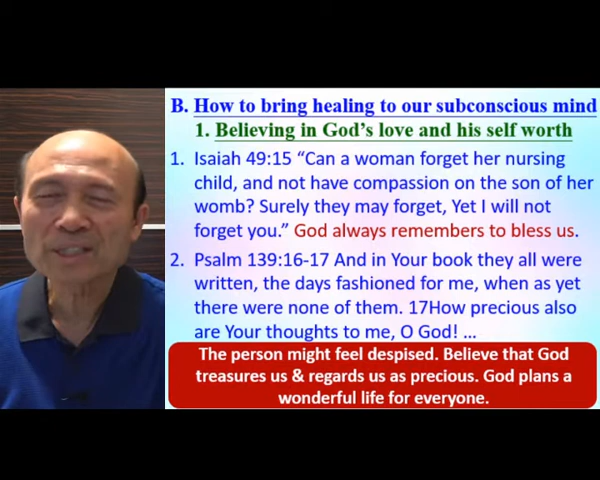 B. How to bring healing to our subconscious mind
1. Believing in God's love and his self worth
1. Isaiah 49:15 “Can a woman forget her nursing
child, and not have compassion on the son of her
womb? Surely they may forget, Yet I will not
forget you.” God always remembers to bless us.
2. Psalm 139:16-17 And in Your book they all were
written, the days fashioned for me, when as yet
there were none of them. 17How precious also
are Your thoughts to me, O God! ...
The person might feel despised. Believe that God
treasures us & regards us as precious. God plans a
wonderful life for everyone.